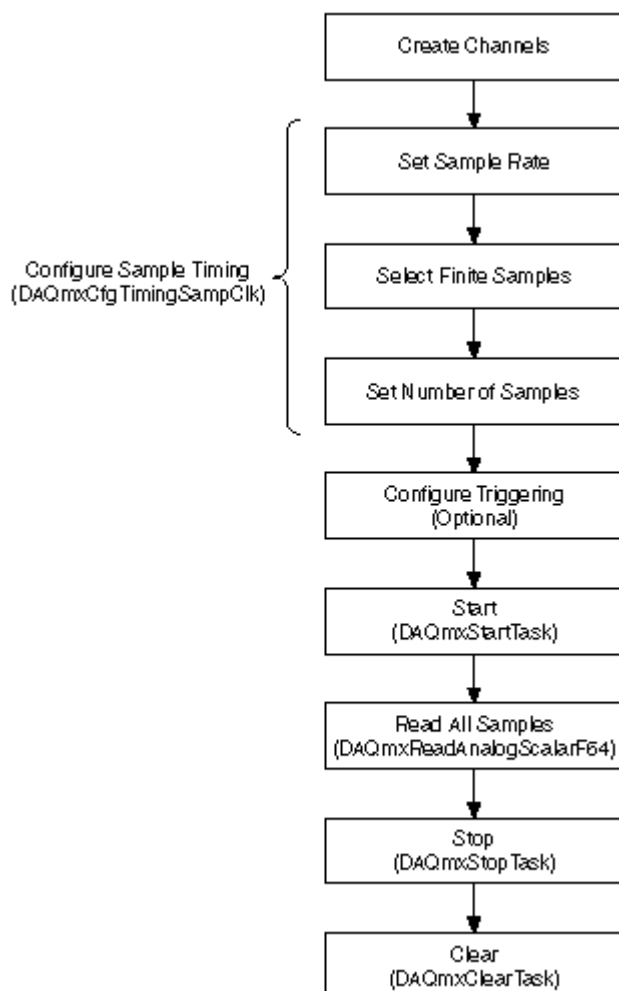 Create Channels
Set Sample Rate
Configure Sample Timing
(DAQmxCfgTimingSampClk)
Select Finite Samples
Set Number of Samples
Configure Triggering
(Optional)
Start
(DAQmxStartTask)
Read All Samples
(DAQmxReadAnalogScalarF64)
Stop
(DAQmxStopTask)
Clear
(DAQmxClearTask)